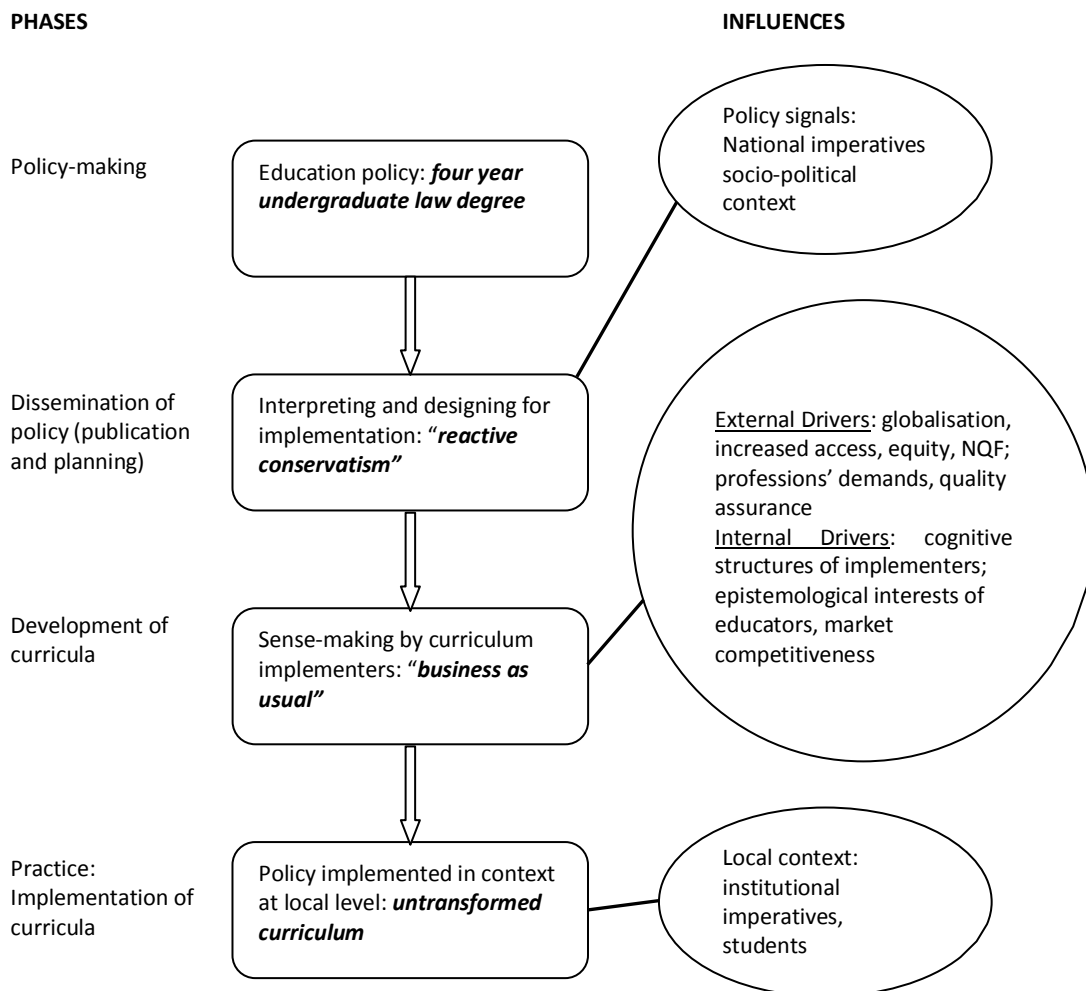 PHASES
INFLUENCES
Policy-making
Education policy: four year
undergraduate law degree
Policy signals:
National imperatives
socio-political
context
Dissemination of
policy (publication
and planning)
Interpreting and designing for
implementation: “reactive
conservatism”
External Drivers: globalisation,
increased access, equity, NQF;
professions’ demands, quality
assurance
Internal Drivers: cognitive
structures of implementers;
epistemological interests of
educators, market
competitiveness
Development of
curricula
Sense-making by curriculum
implementers: “business as
usual”
Practice:
Implementation of
curricula
Policy implemented in context
at local level: untransformed
curriculum
Local context:
institutional
imperatives,
students